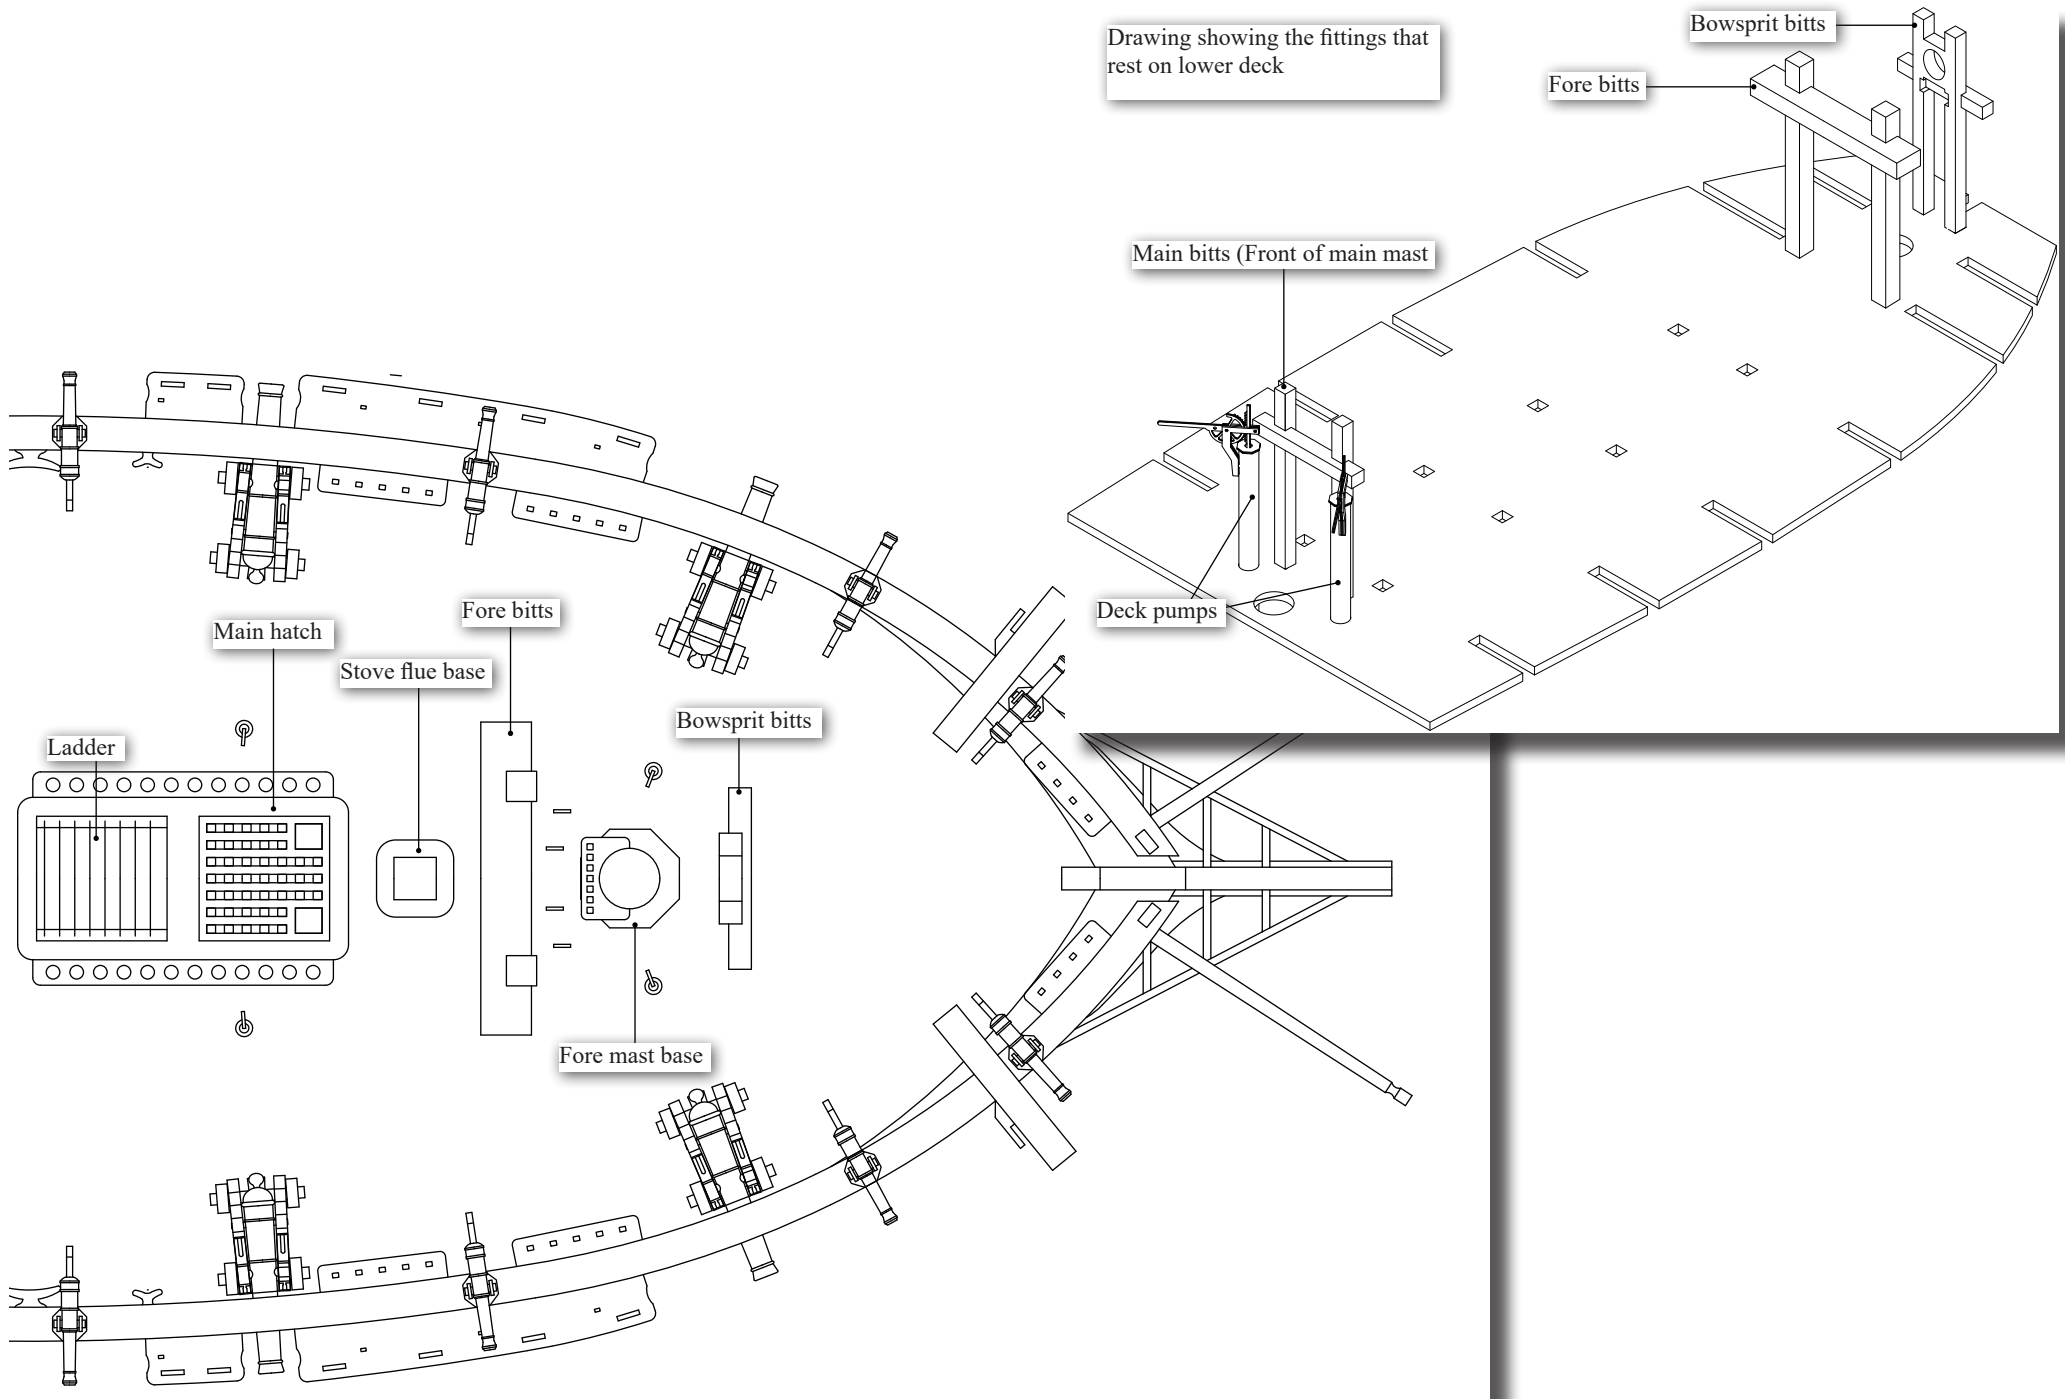 Drawing showing the fittings that
rest on lower deck
Bowsprit bitts
Fore bitts
Main bitts (Front of main mast
Deck pumps
Fore bitts
Main hatch
Stove flue base
Bowsprit bitts
Ladder
Fore mast base